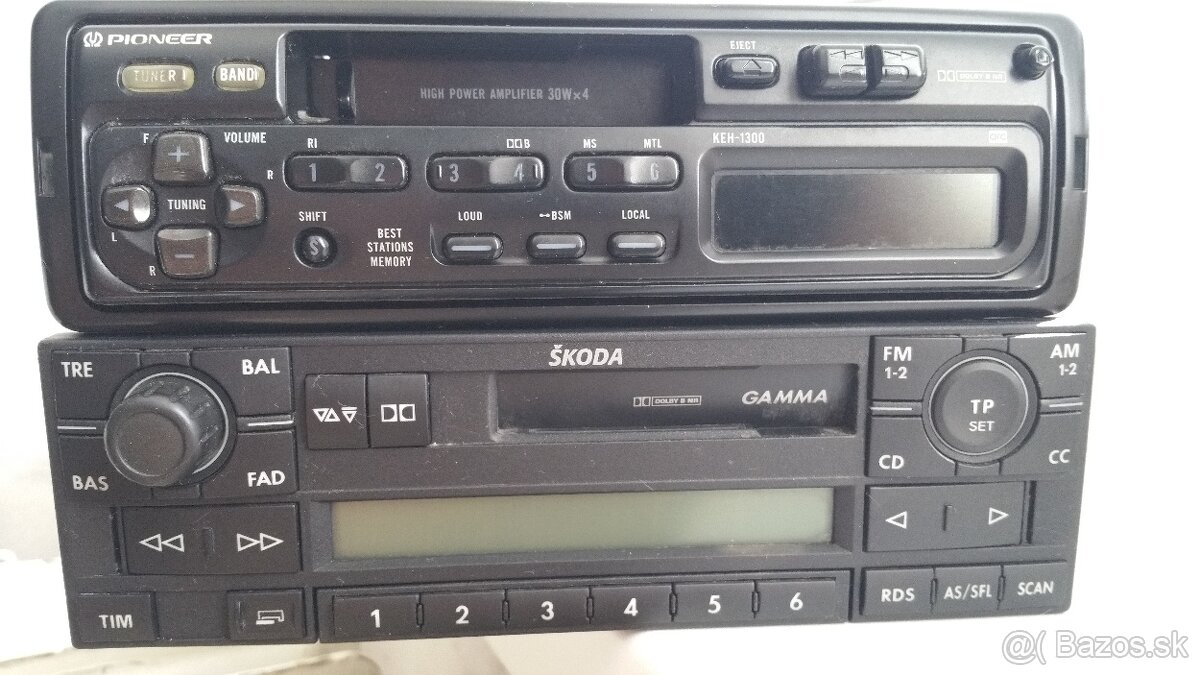 PIONEER
TUNER I BAND
HIGH POWER AMPLIFIER 30W×4
EJECT
DOLBY B NR
F VOLUME
+
R
L
R
TUNING
−
RI
1 2
B
3 4
MS MTL
5 6
SHIFT
S
BEST
STATIONS
MEMORY
LOUD BSM LOCAL
KEH-1300
ŠKODA
TRE BAL
BAS FAD
DOLBY B NR GAMMA
FM
1-2
AM
1-2
TP
SET
CD CC
TIM
1 2 3 4 5 6
RDS AS/SFL SCAN
@( Bazos.sk